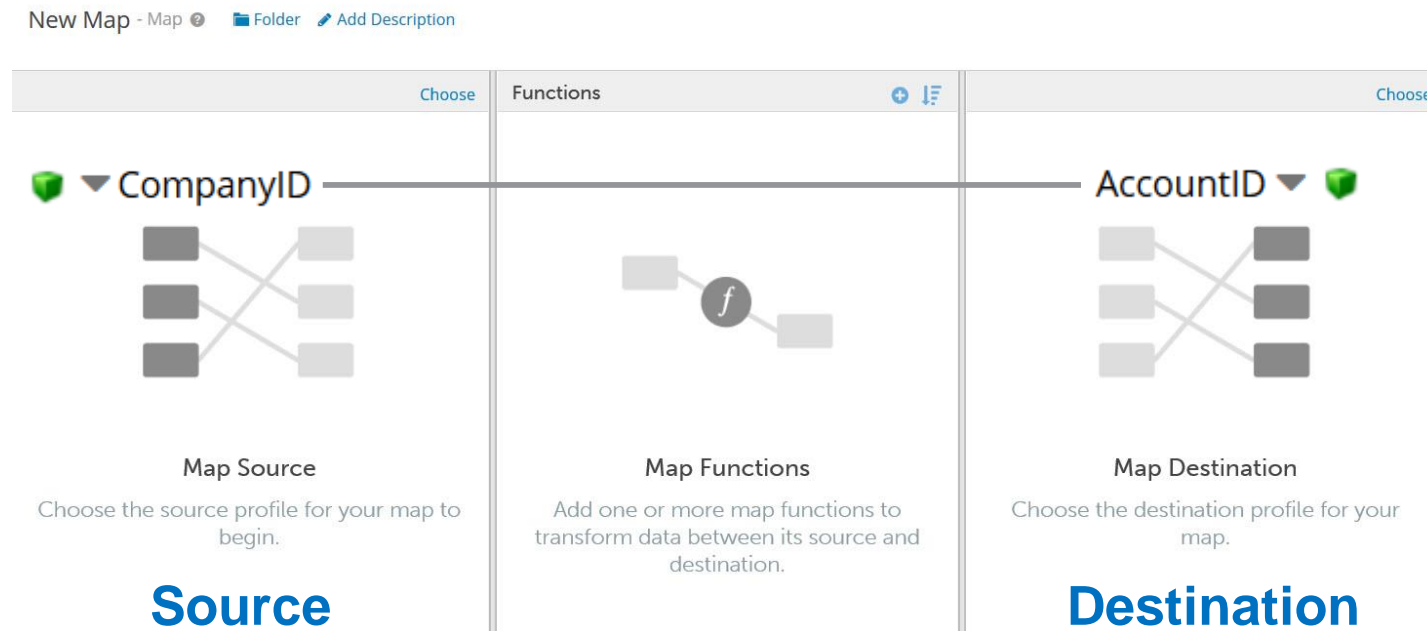 New Map - Map ? Folder Add Description
Choose
Functions
Choose
CompanyID
AccountID
f
Map Source
Choose the source profile for your map to
begin.
Map Functions
Add one or more map functions to
transform data between its source and
destination.
Map Destination
Choose the destination profile for your
map.
Source
Destination